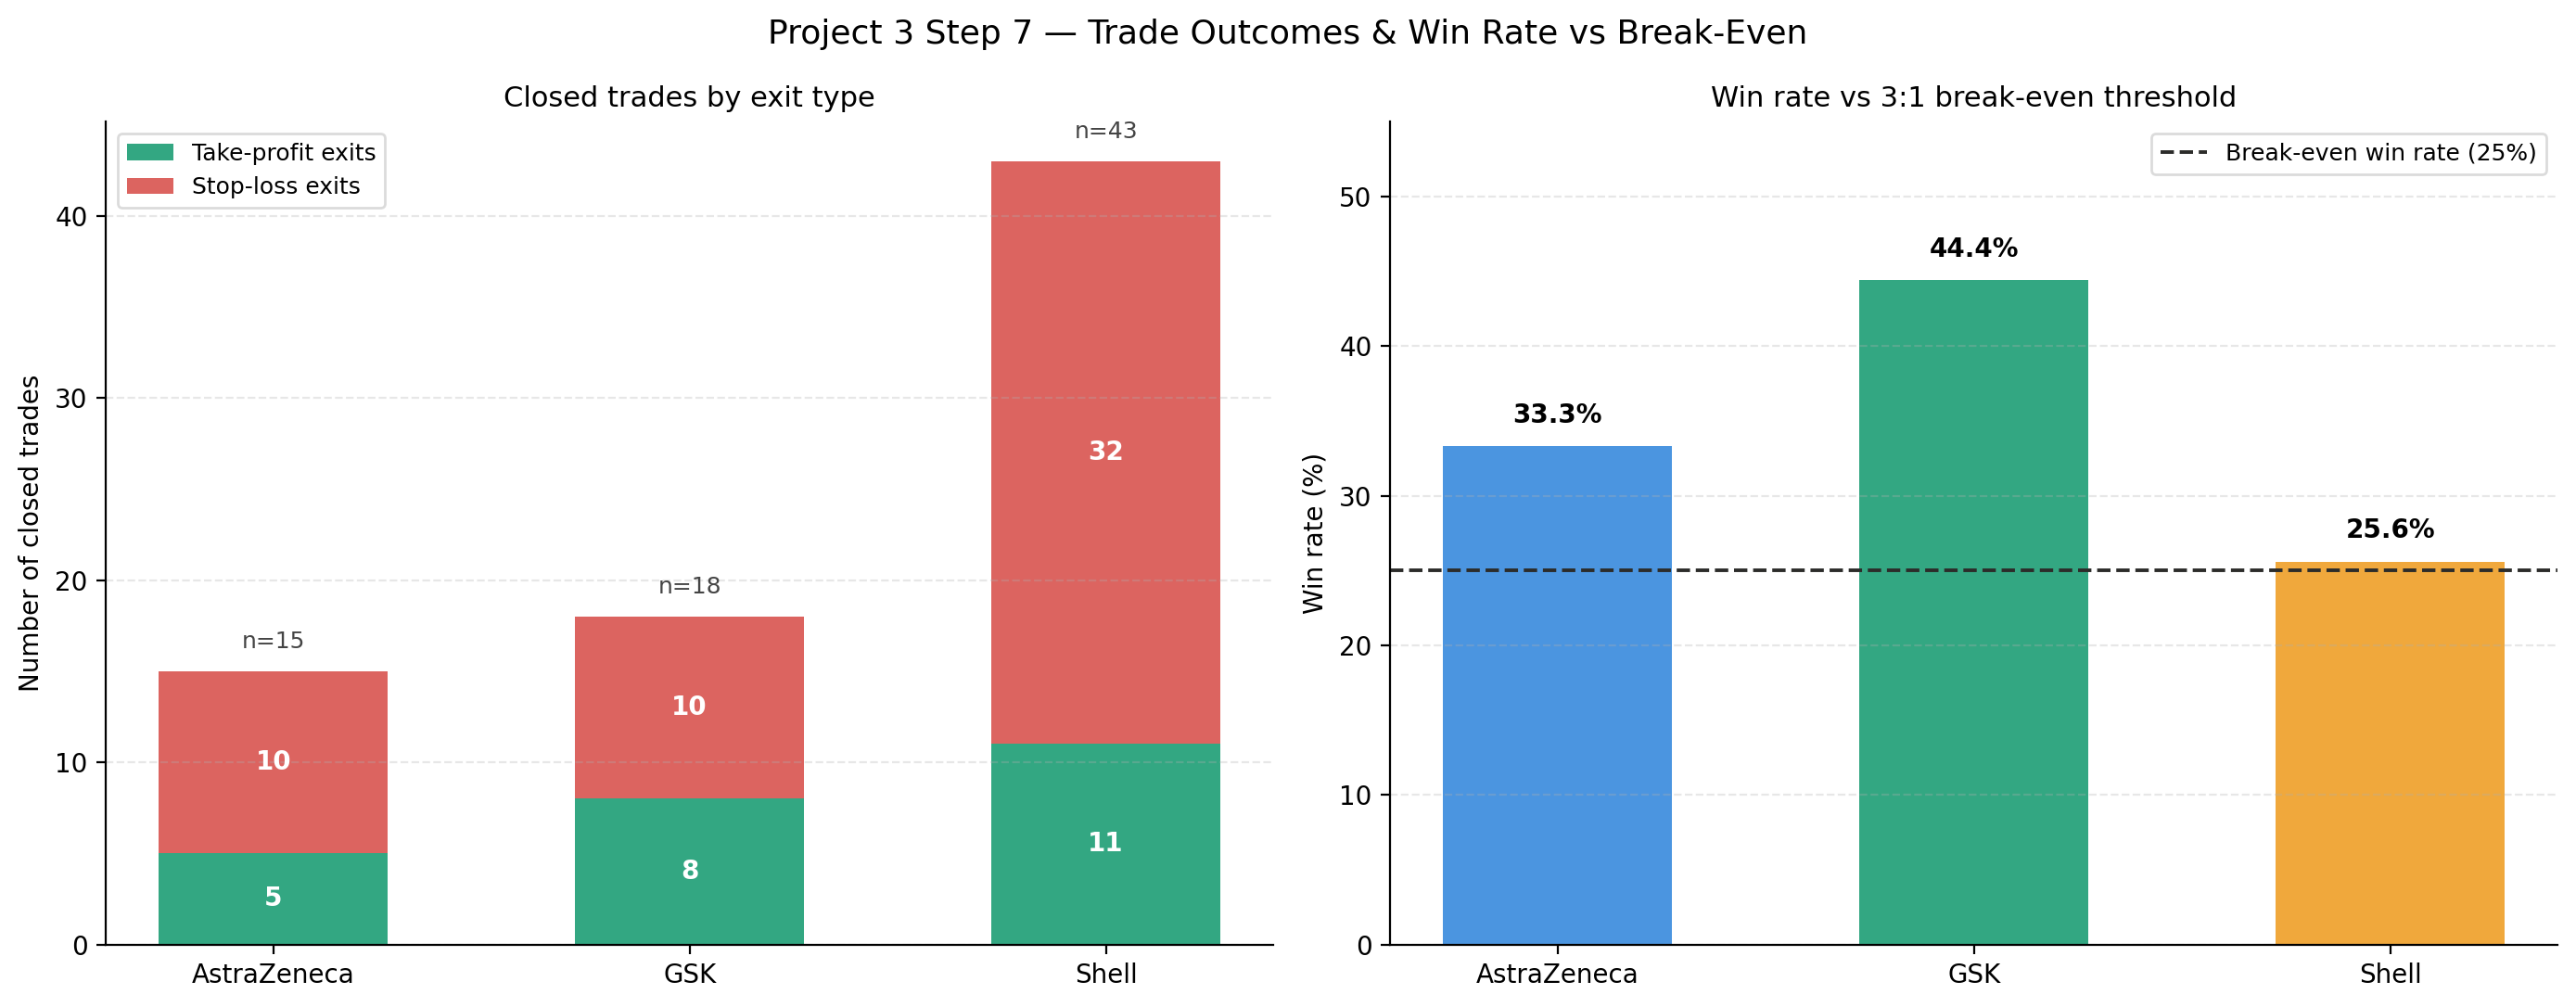 Project 3 Step 7 — Trade Outcomes & Win Rate vs Break-Even
Closed trades by exit type
Take-profit exits
Stop-loss exits
Number of closed trades
40
30
20
10
0
n=15
10
5
n=18
10
8
n=43
32
11
AstraZeneca
GSK
Shell
Win rate vs 3:1 break-even threshold
Break-even win rate (25%)
Win rate (%)
50
40
30
20
10
0
33.3%
44.4%
25.6%
AstraZeneca
GSK
Shell